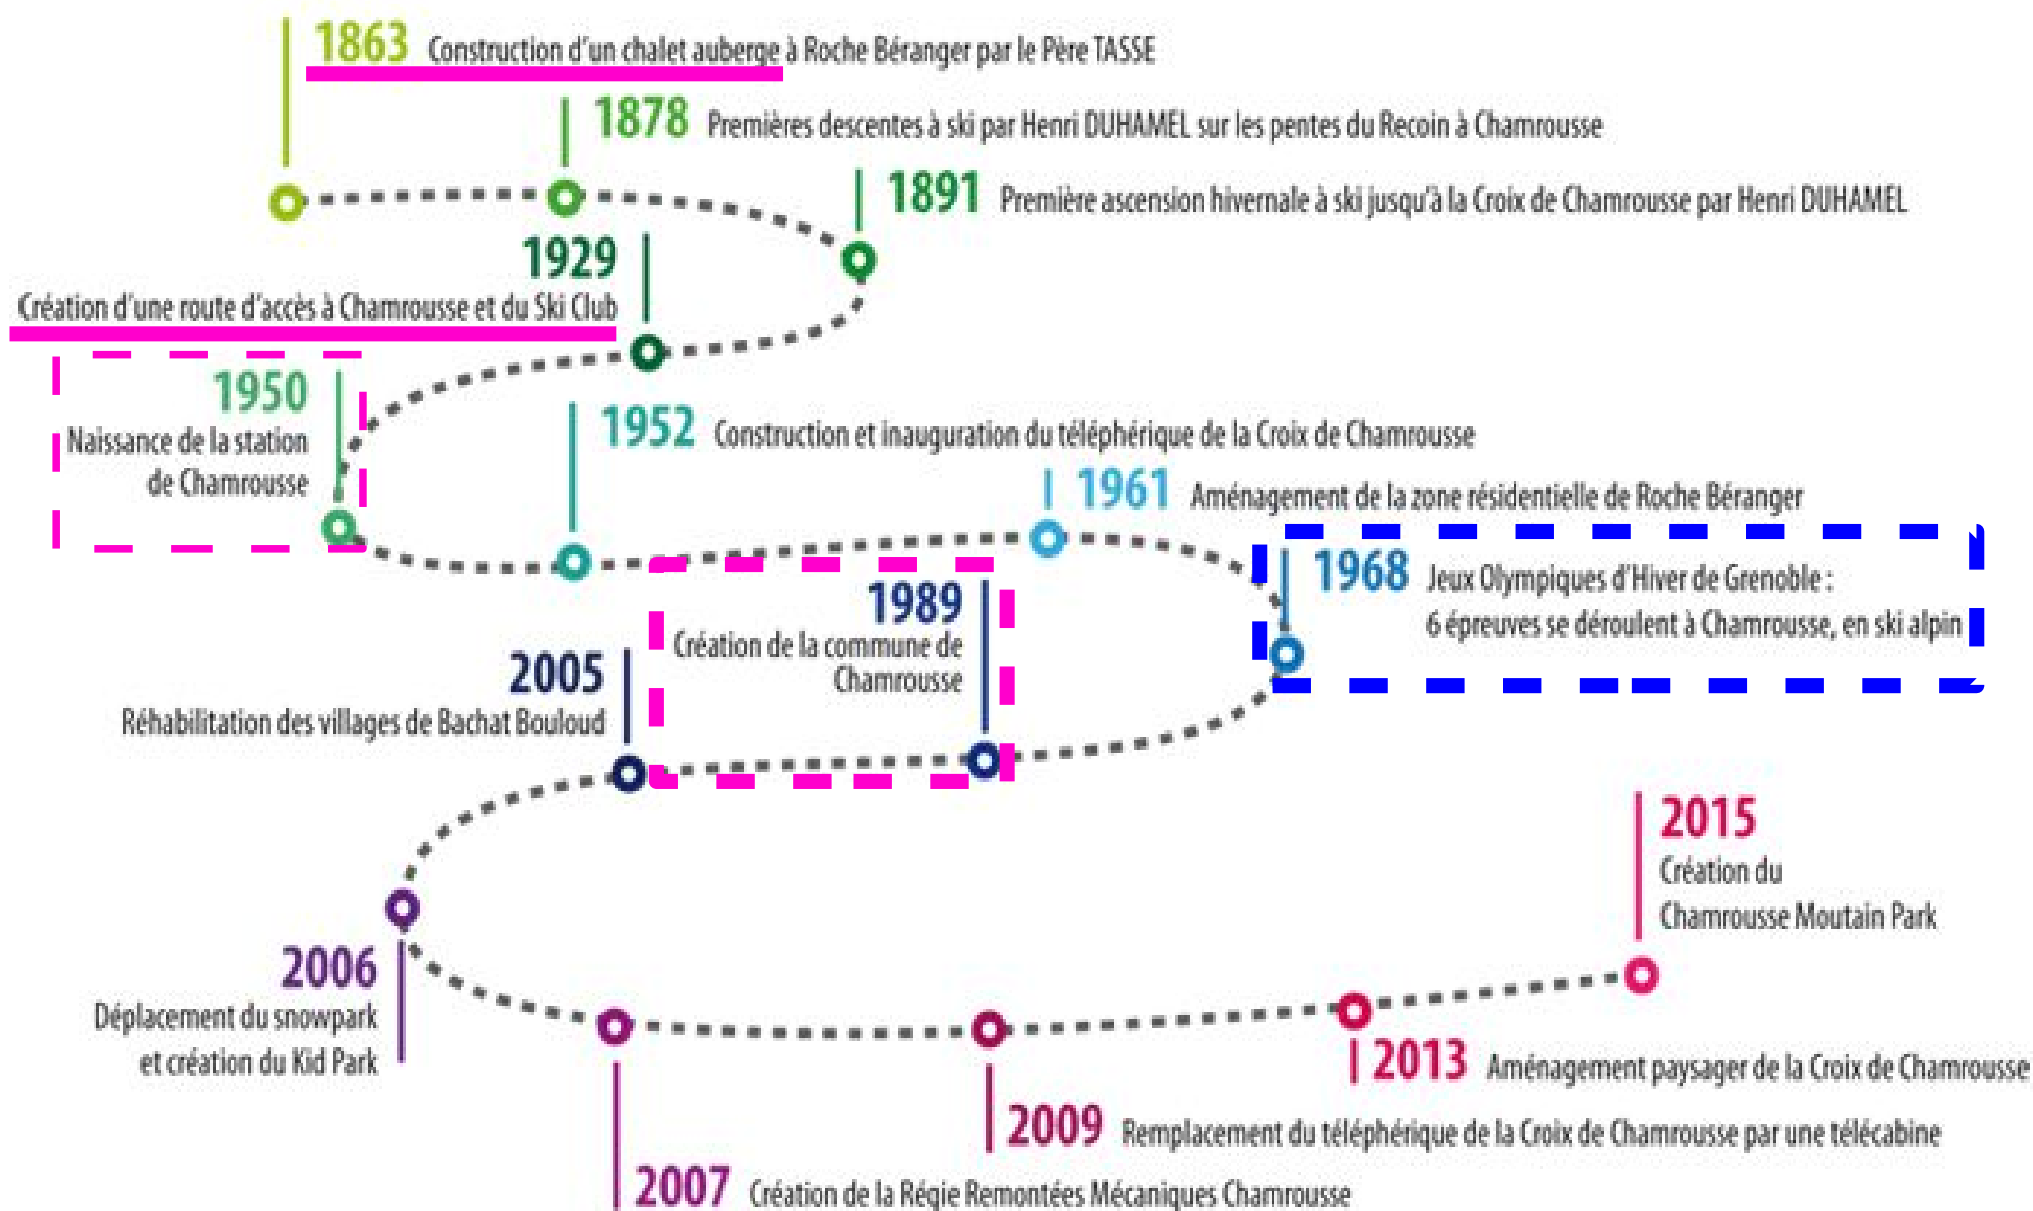 1863 Construction d'un chalet auberge à Roche Béranger par le Père TASSE
1878 Premières descentes à ski par Henri DUHAMEL sur les pentes du Recoin à Chamrousse
1891 Première ascension hivernale à ski jusqu'à la Croix de Chamrousse par Henri DUHAMEL
1929
Création d'une route d'accès à Chamrousse et du Ski Club
1950
Naissance de la station
de Chamrousse
1952 Construction et inauguration du téléphérique de la Croix de Chamrousse
1961 Aménagement de la zone résidentielle de Roche Béranger
1968 Jeux Olympiques d'Hiver de Grenoble :
6 épreuves se déroulent à Chamrousse, en ski alpin
1989
Création de la commune de
Chamrousse
2005
Réhabilitation des villages de Bachat Bouloud
2006
Déplacement du snowpark
et création du Kid Park
2007 Création de la Régie Remontées Mécaniques Chamrousse
2009 Remplacement du téléphérique de la Croix de Chamrousse par une télécabine
2013 Aménagement paysager de la Croix de Chamrousse
2015
Création du
Chamrousse Moutain Park